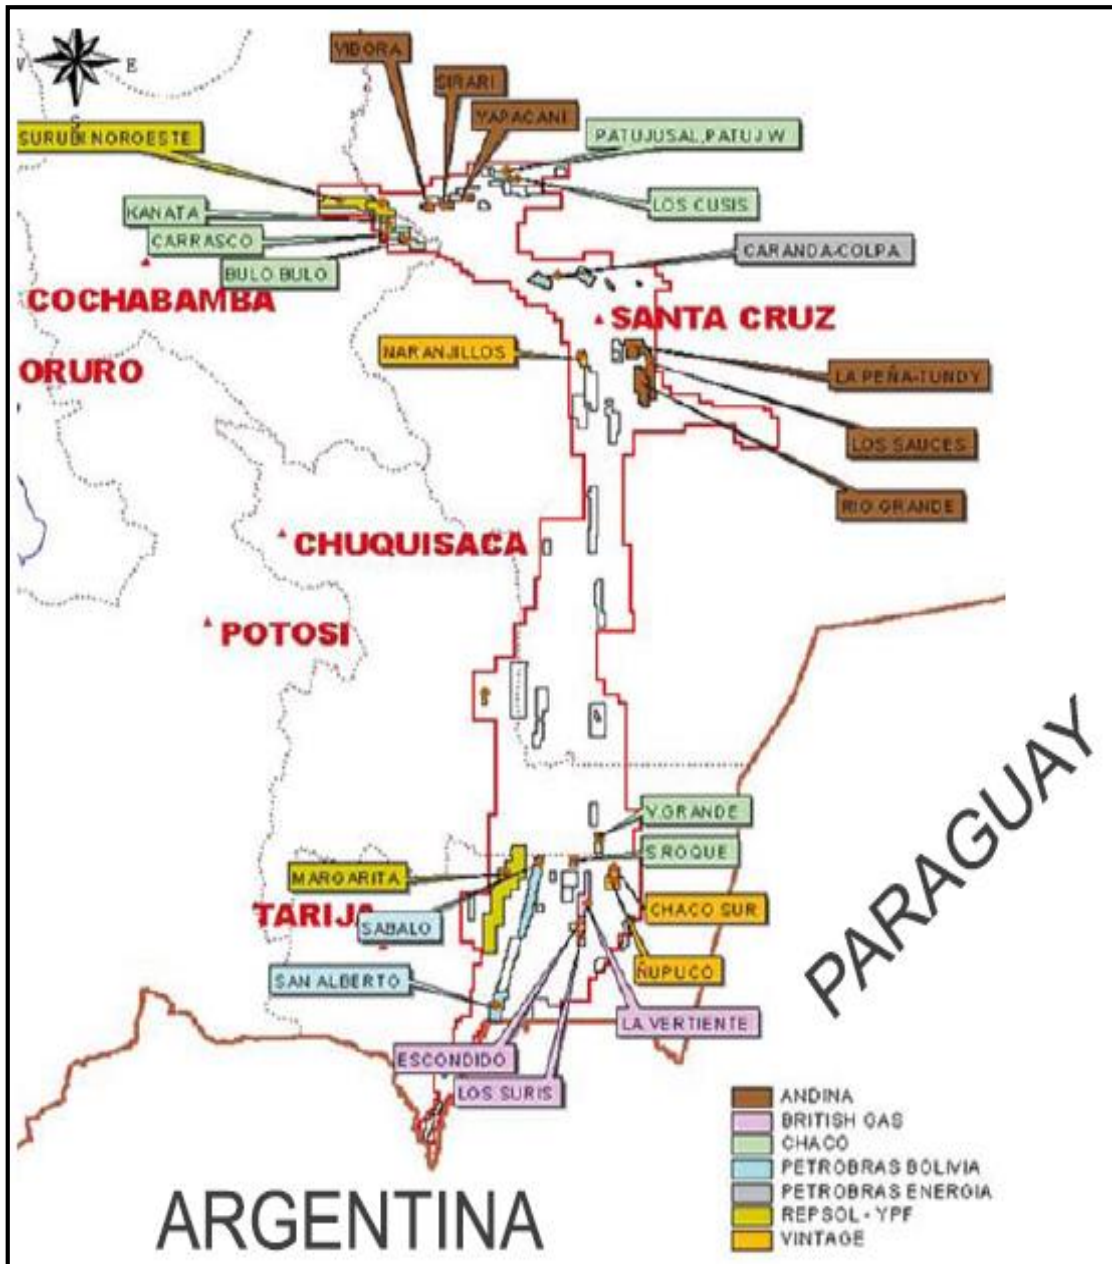 VIBORA
SIRARI
YAPACANI
E
S
SURUBI NOROESTE
PATUJUSAL,PATUJ.W
KANATA
LOS CUSIS
CARRASCO
BULO BULO
CARANDA-COLPA
COCHABAMBA
SANTA CRUZ
ORURO
NARANJILLOS
LA PEÑA-TUNDY
LOS SAUCES
RIO GRANDE
CHUQUISACA
POTOSI
PARAGUAY
V.GRANDE
S.ROQUE
MARGARITA
CHACO SUR
TARIJA
SABALO
ÑUPUCO
SAN ALBERTO
LA VERTIENTE
ESCONDIDO
LOS SURIS
ANDINA
BRITISH GAS
CHACO
PETROBRAS BOLIVIA
PETROBRAS ENERGIA
REPSOL - YPF
VINTAGE
ARGENTINA